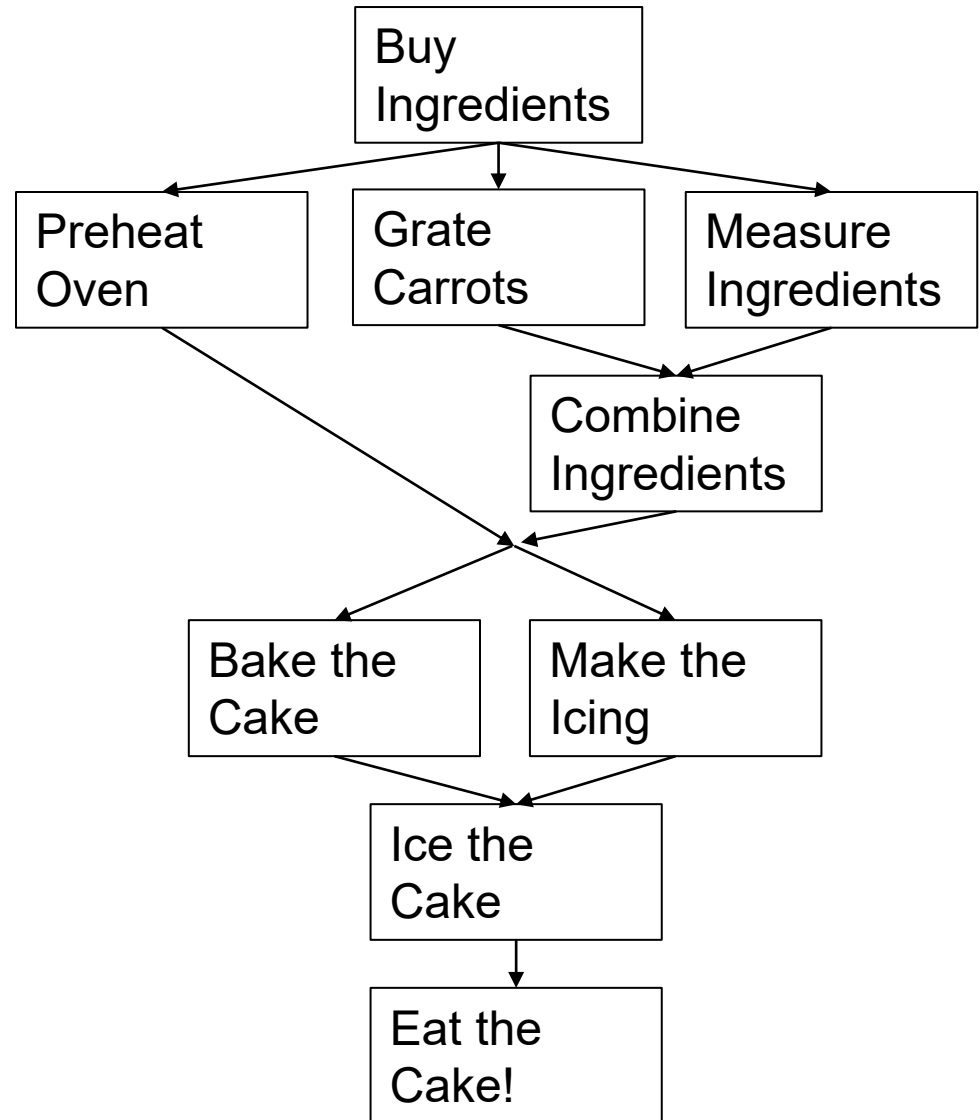 Buy
Ingredients
Preheat
Oven
Grate
Carrots
Measure
Ingredients
Combine
Ingredients
Bake the
Cake
Make the
Icing
Ice the
Cake
Eat the
Cake!